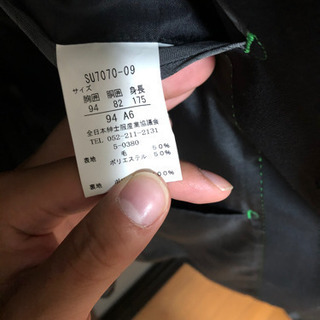 SU7070-09
サイズ
胸囲 胴囲 身長
94 82 175
94 A6
全日本紳士服産業協議会
TEL 052-211-2131
5-0380
表地 毛 50%
ポリエステル 50%
裏地
00%